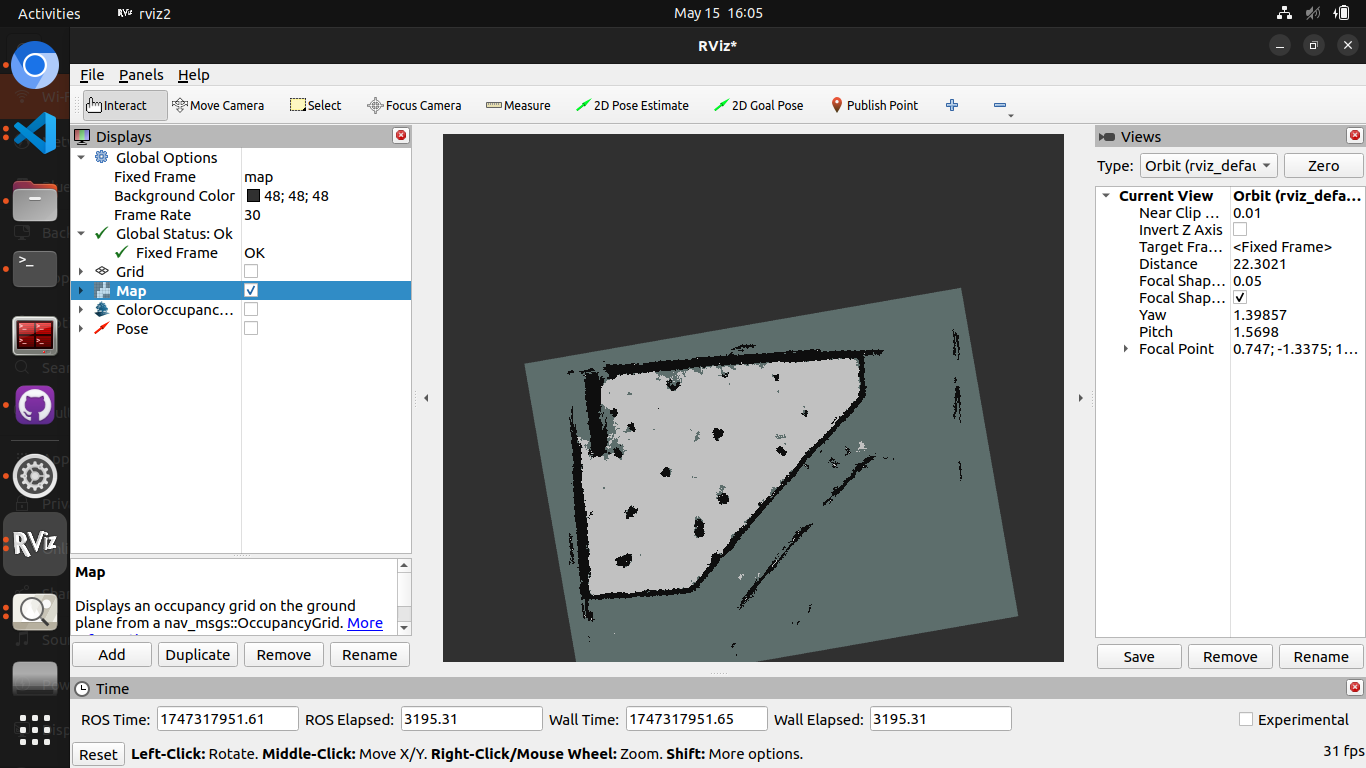 Activities
rviz2
May 15 16:05
RViz*
File Panels Help
Interact Move Camera Select Focus Camera Measure 2D Pose Estimate 2D Goal Pose Publish Point
Displays
Global Options
Fixed Frame map
Background Color 48; 48; 48
Frame Rate 30
Global Status: Ok
Fixed Frame OK
Grid
Map
ColorOccupanc...
Pose
Map
Displays an occupancy grid on the ground
plane from a nav_msgs::OccupancyGrid. More
Add Duplicate Remove Rename
Views
Type: Orbit (rviz_defau Zero
Current View Orbit (rviz_defa...
Near Clip ... 0.01
Invert Z Axis
Target Fra... <Fixed Frame>
Distance 22.3021
Focal Shap... 0.05
Focal Shap...
Yaw 1.39857
Pitch 1.5698
Focal Point 0.747; -1.3375; 1...
Save Remove Rename
RViz
Time
ROS Time: 1747317951.61 ROS Elapsed: 3195.31 Wall Time: 1747317951.65 Wall Elapsed: 3195.31 Experimental
Reset Left-Click: Rotate. Middle-Click: Move X/Y. Right-Click/Mouse Wheel: Zoom. Shift: More options. 31 fps